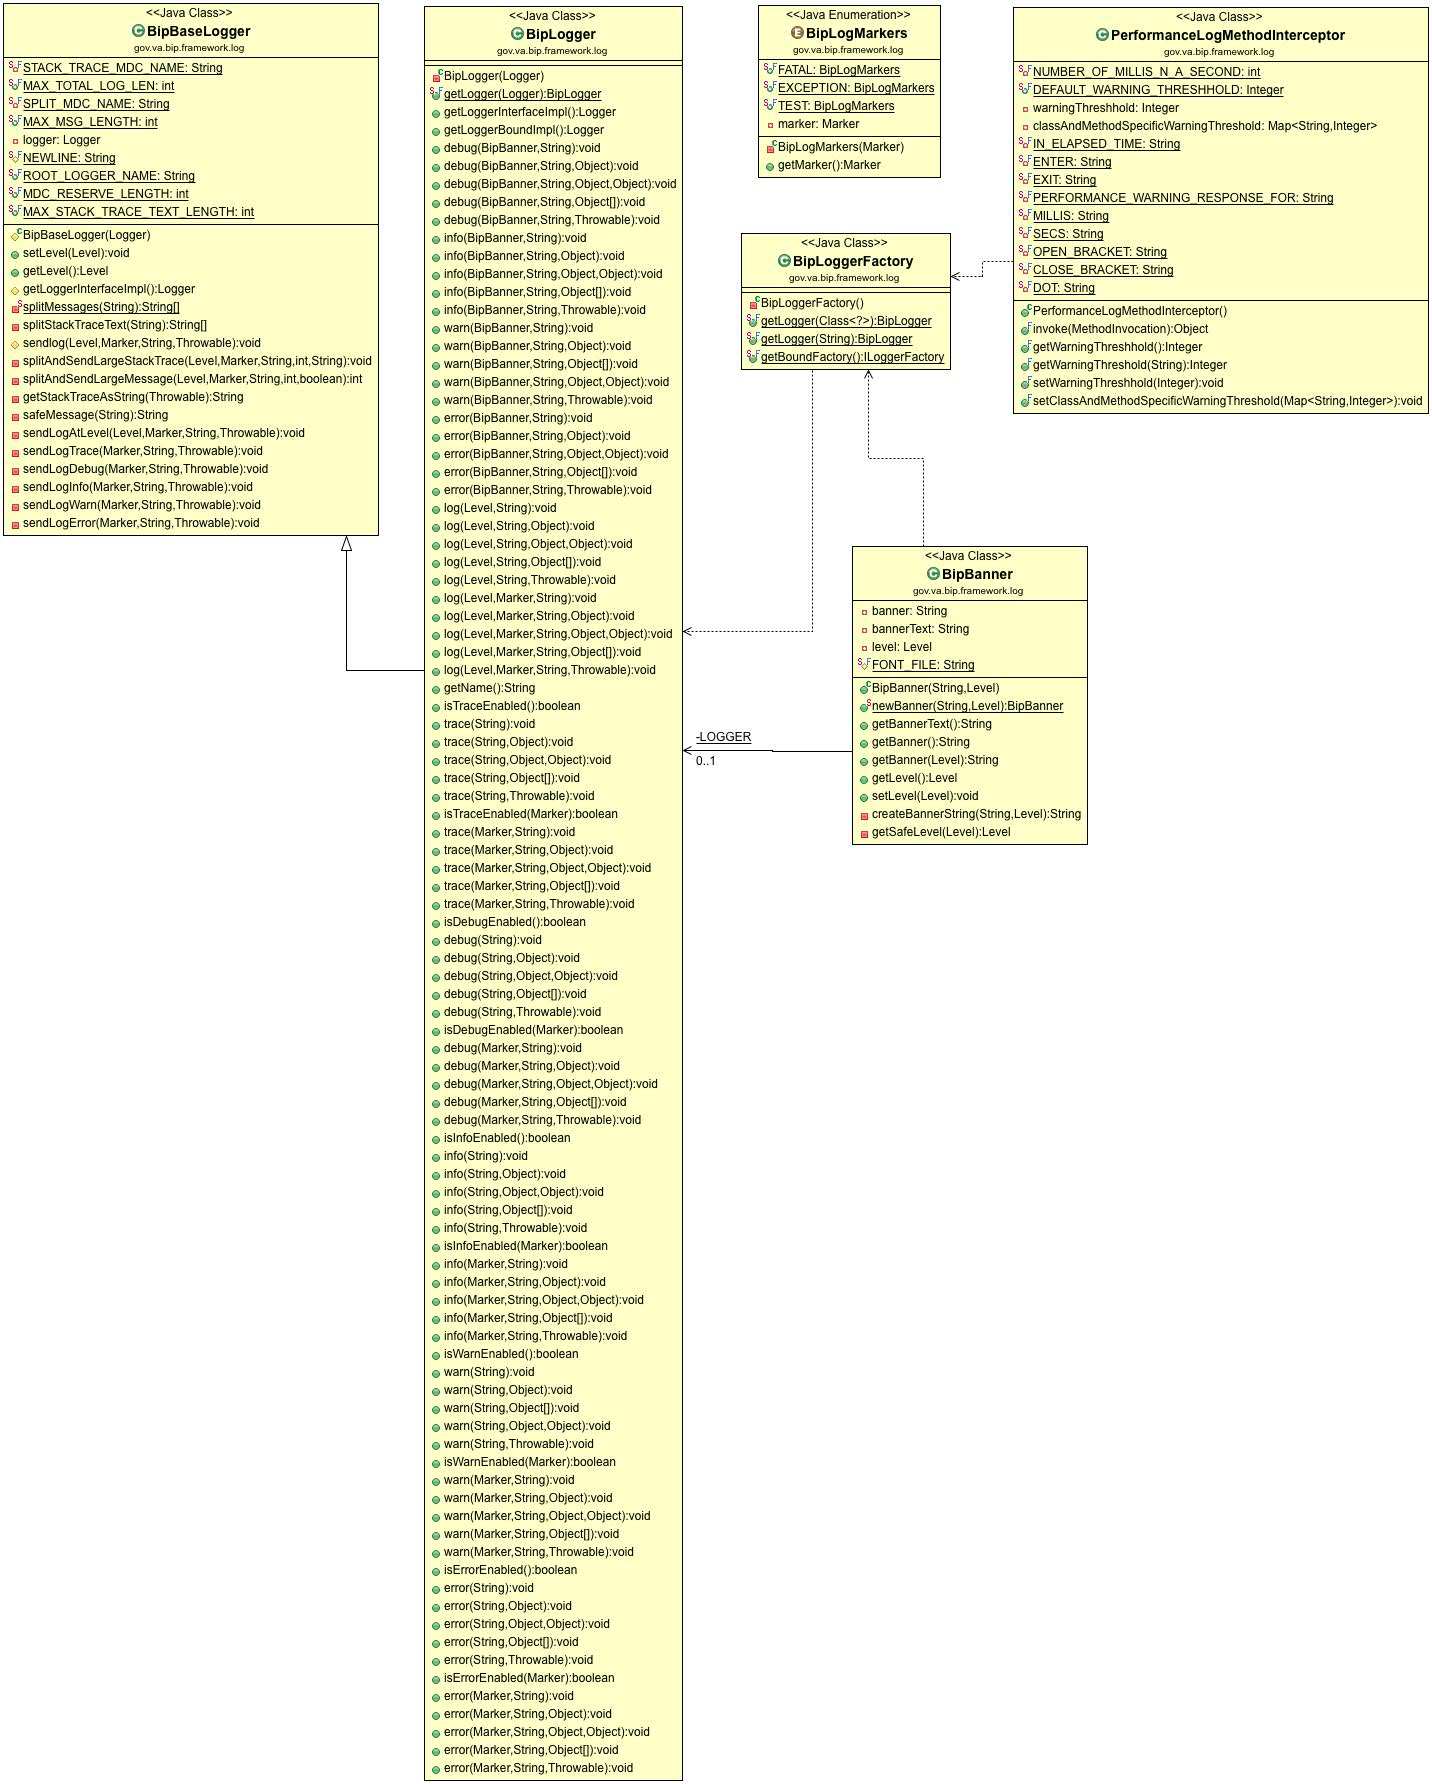 <<Java Class>>
BipBaseLogger
gov.va.bip.framework.log
STACK_TRACE_MDC_NAME: String
MAX_TOTAL_LOG_LEN: int
SPLIT_MDC_NAME: String
MAX_MSG_LENGTH: int
logger: Logger
NEWLINE: String
ROOT_LOGGER_NAME: String
MDC_RESERVE_LENGTH: int
MAX_STACK_TRACE_TEXT_LENGTH: int
BipBaseLogger(Logger)
setLevel(Level):void
getLevel():Level
getLoggerInterfaceImpl():Logger
splitMessages(String):String[]
splitStackTraceText(String):String[]
sendlog(Level,Marker,String,Throwable):void
splitAndSendLargeStackTrace(Level,Marker,String,int,String):void
splitAndSendLargeMessage(Level,Marker,String,int,boolean):int
getStackTraceAsString(Throwable):String
safeMessage(String):String
sendLogAtLevel(Level,Marker,String,Throwable):void
sendLogTrace(Marker,String,Throwable):void
sendLogDebug(Marker,String,Throwable):void
sendLogInfo(Marker,String,Throwable):void
sendLogWarn(Marker,String,Throwable):void
sendLogError(Marker,String,Throwable):void
<<Java Class>>
BipLogger
gov.va.bip.framework.log
BipLogger(Logger)
getLogger(Logger):BipLogger
getLoggerInterfaceImpl():Logger
getLoggerBoundImpl():Logger
debug(BipBanner,String):void
debug(BipBanner,String,Object):void
debug(BipBanner,String,Object,Object):void
debug(BipBanner,String,Object[]):void
debug(BipBanner,String,Throwable):void
info(BipBanner,String):void
info(BipBanner,String,Object):void
info(BipBanner,String,Object,Object):void
info(BipBanner,String,Object[]):void
info(BipBanner,String,Throwable):void
warn(BipBanner,String):void
warn(BipBanner,String,Object):void
warn(BipBanner,String,Object[]):void
warn(BipBanner,String,Object,Object):void
warn(BipBanner,String,Throwable):void
error(BipBanner,String):void
error(BipBanner,String,Object):void
error(BipBanner,String,Object,Object):void
error(BipBanner,String,Object[]):void
error(BipBanner,String,Throwable):void
log(Level,String):void
log(Level,String,Object):void
log(Level,String,Object,Object):void
log(Level,String,Object[]):void
log(Level,String,Throwable):void
log(Level,Marker,String):void
log(Level,Marker,String,Object):void
log(Level,Marker,String,Object,Object):void
log(Level,Marker,String,Object[]):void
log(Level,Marker,String,Throwable):void
getName():String
isTraceEnabled():boolean
trace(String):void
trace(String,Object):void
trace(String,Object,Object):void
trace(String,Object[]):void
trace(String,Throwable):void
isTraceEnabled(Marker):boolean
trace(Marker,String):void
trace(Marker,String,Object):void
trace(Marker,String,Object,Object):void
trace(Marker,String,Object[]):void
trace(Marker,String,Throwable):void
isDebugEnabled():boolean
debug(String):void
debug(String,Object):void
debug(String,Object,Object):void
debug(String,Object[]):void
debug(String,Throwable):void
isDebugEnabled(Marker):boolean
debug(Marker,String):void
debug(Marker,String,Object):void
debug(Marker,String,Object,Object):void
debug(Marker,String,Object[]):void
debug(Marker,String,Throwable):void
isInfoEnabled():boolean
info(String):void
info(String,Object):void
info(String,Object,Object):void
info(String,Object[]):void
info(String,Throwable):void
isInfoEnabled(Marker):boolean
info(Marker,String):void
info(Marker,String,Object):void
info(Marker,String,Object,Object):void
info(Marker,String,Object[]):void
info(Marker,String,Throwable):void
isWarnEnabled():boolean
warn(String):void
warn(String,Object):void
warn(String,Object[]):void
warn(String,Object,Object):void
warn(String,Throwable):void
isWarnEnabled(Marker):boolean
warn(Marker,String):void
warn(Marker,String,Object):void
warn(Marker,String,Object,Object):void
warn(Marker,String,Object[]):void
warn(Marker,String,Throwable):void
isErrorEnabled():boolean
error(String):void
error(String,Object):void
error(String,Object,Object):void
error(String,Object[]):void
error(String,Throwable):void
isErrorEnabled(Marker):boolean
error(Marker,String):void
error(Marker,String,Object):void
error(Marker,String,Object,Object):void
error(Marker,String,Object[]):void
error(Marker,String,Throwable):void
<<Java Enumeration>>
BipLogMarkers
gov.va.bip.framework.log
FATAL: BipLogMarkers
EXCEPTION: BipLogMarkers
TEST: BipLogMarkers
marker: Marker
BipLogMarkers(Marker)
getMarker():Marker
<<Java Class>>
BipLoggerFactory
gov.va.bip.framework.log
BipLoggerFactory()
getLogger(Class<?>):BipLogger
getLogger(String):BipLogger
getBoundFactory():ILoggerFactory
<<Java Class>>
PerformanceLogMethodInterceptor
gov.va.bip.framework.log
NUMBER_OF_MILLIS_N_A_SECOND: int
DEFAULT_WARNING_THRESHHOLD: Integer
warningThreshhold: Integer
classAndMethodSpecificWarningThreshold: Map<String,Integer>
IN_ELAPSED_TIME: String
ENTER: String
EXIT: String
PERFORMANCE_WARNING_RESPONSE_FOR: String
MILLIS: String
SECS: String
OPEN_BRACKET: String
CLOSE_BRACKET: String
DOT: String
PerformanceLogMethodInterceptor()
invoke(MethodInvocation):Object
getWarningThreshhold():Integer
getWarningThreshold(String):Integer
setWarningThreshhold(Integer):void
setClassAndMethodSpecificWarningThreshold(Map<String,Integer>):void
<<Java Class>>
BipBanner
gov.va.bip.framework.log
banner: String
bannerText: String
level: Level
FONT_FILE: String
BipBanner(String,Level)
newBanner(String,Level):BipBanner
getBannerText():String
getBanner():String
getBanner(Level):String
getLevel():Level
setLevel(Level):void
createBannerString(String,Level):String
getSafeLevel(Level):Level
-LOGGER
0..1